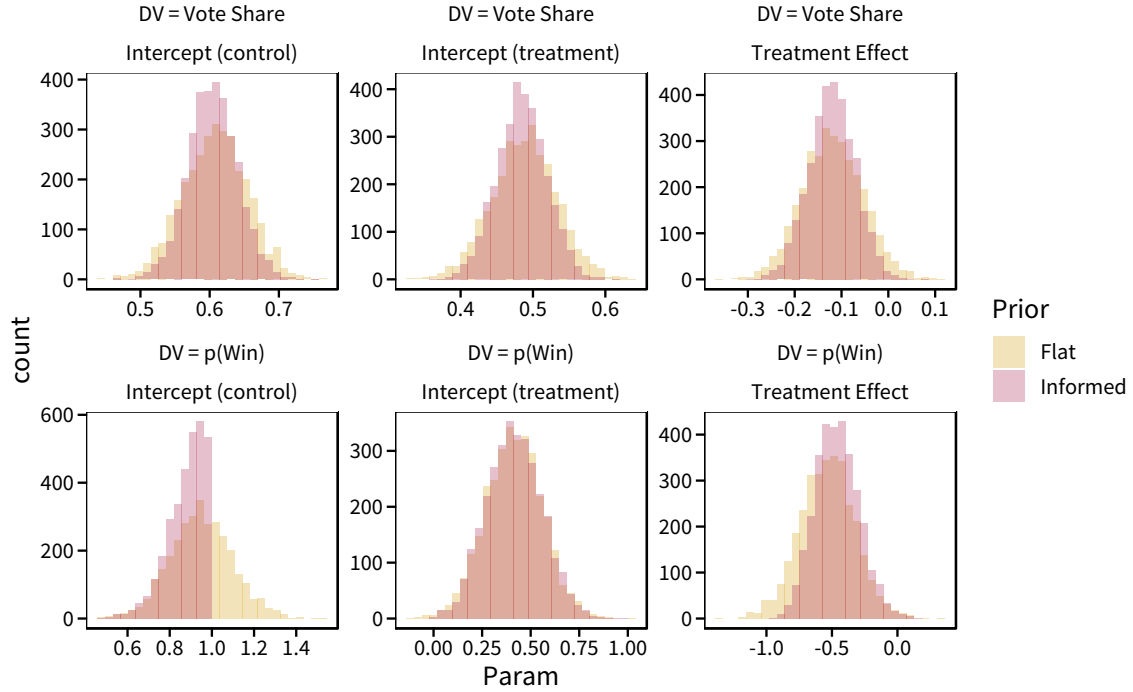 DV = Vote Share
Intercept (control)
400
300
200
100
0
0.5 0.6 0.7
DV = Vote Share
Intercept (treatment)
400
300
200
100
0
0.4 0.5 0.6
DV = Vote Share
Treatment Effect
400
300
200
100
0
-0.3 -0.2 -0.1 0.0 0.1
DV = p(Win)
Intercept (control)
600
400
200
0
0.6 0.8 1.0 1.2 1.4
DV = p(Win)
Intercept (treatment)
300
200
100
0
0.00 0.25 0.50 0.75 1.00
DV = p(Win)
Treatment Effect
400
300
200
100
0
-1.0 -0.5 0.0
count
Param
Prior
Flat
Informed